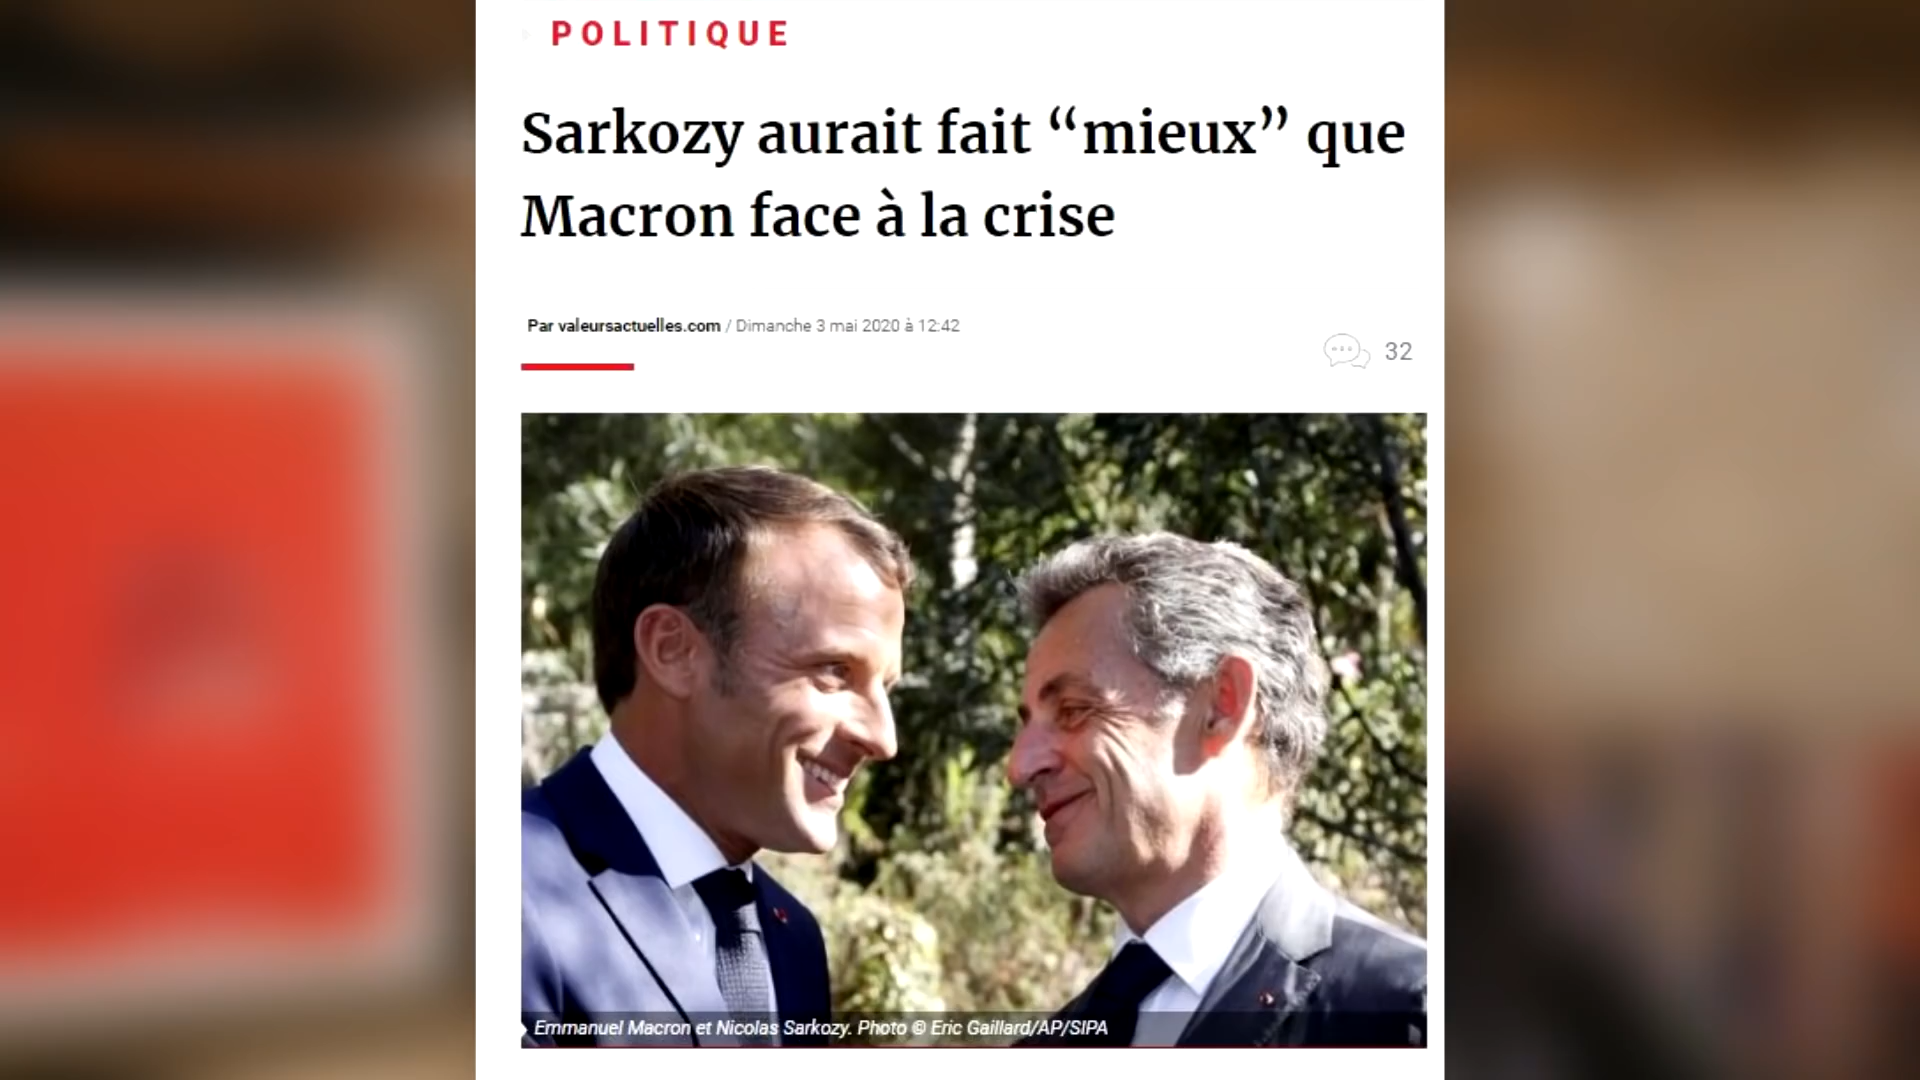 POLITIQUE
Sarkozy aurait fait “mieux” que
Macron face à la crise
Par valeursactuelles.com / Dimanche 3 mai 2020 à 12:42
32
Emmanuel Macron et Nicolas Sarkozy. Photo © Eric Gaillard/AP/SIPA